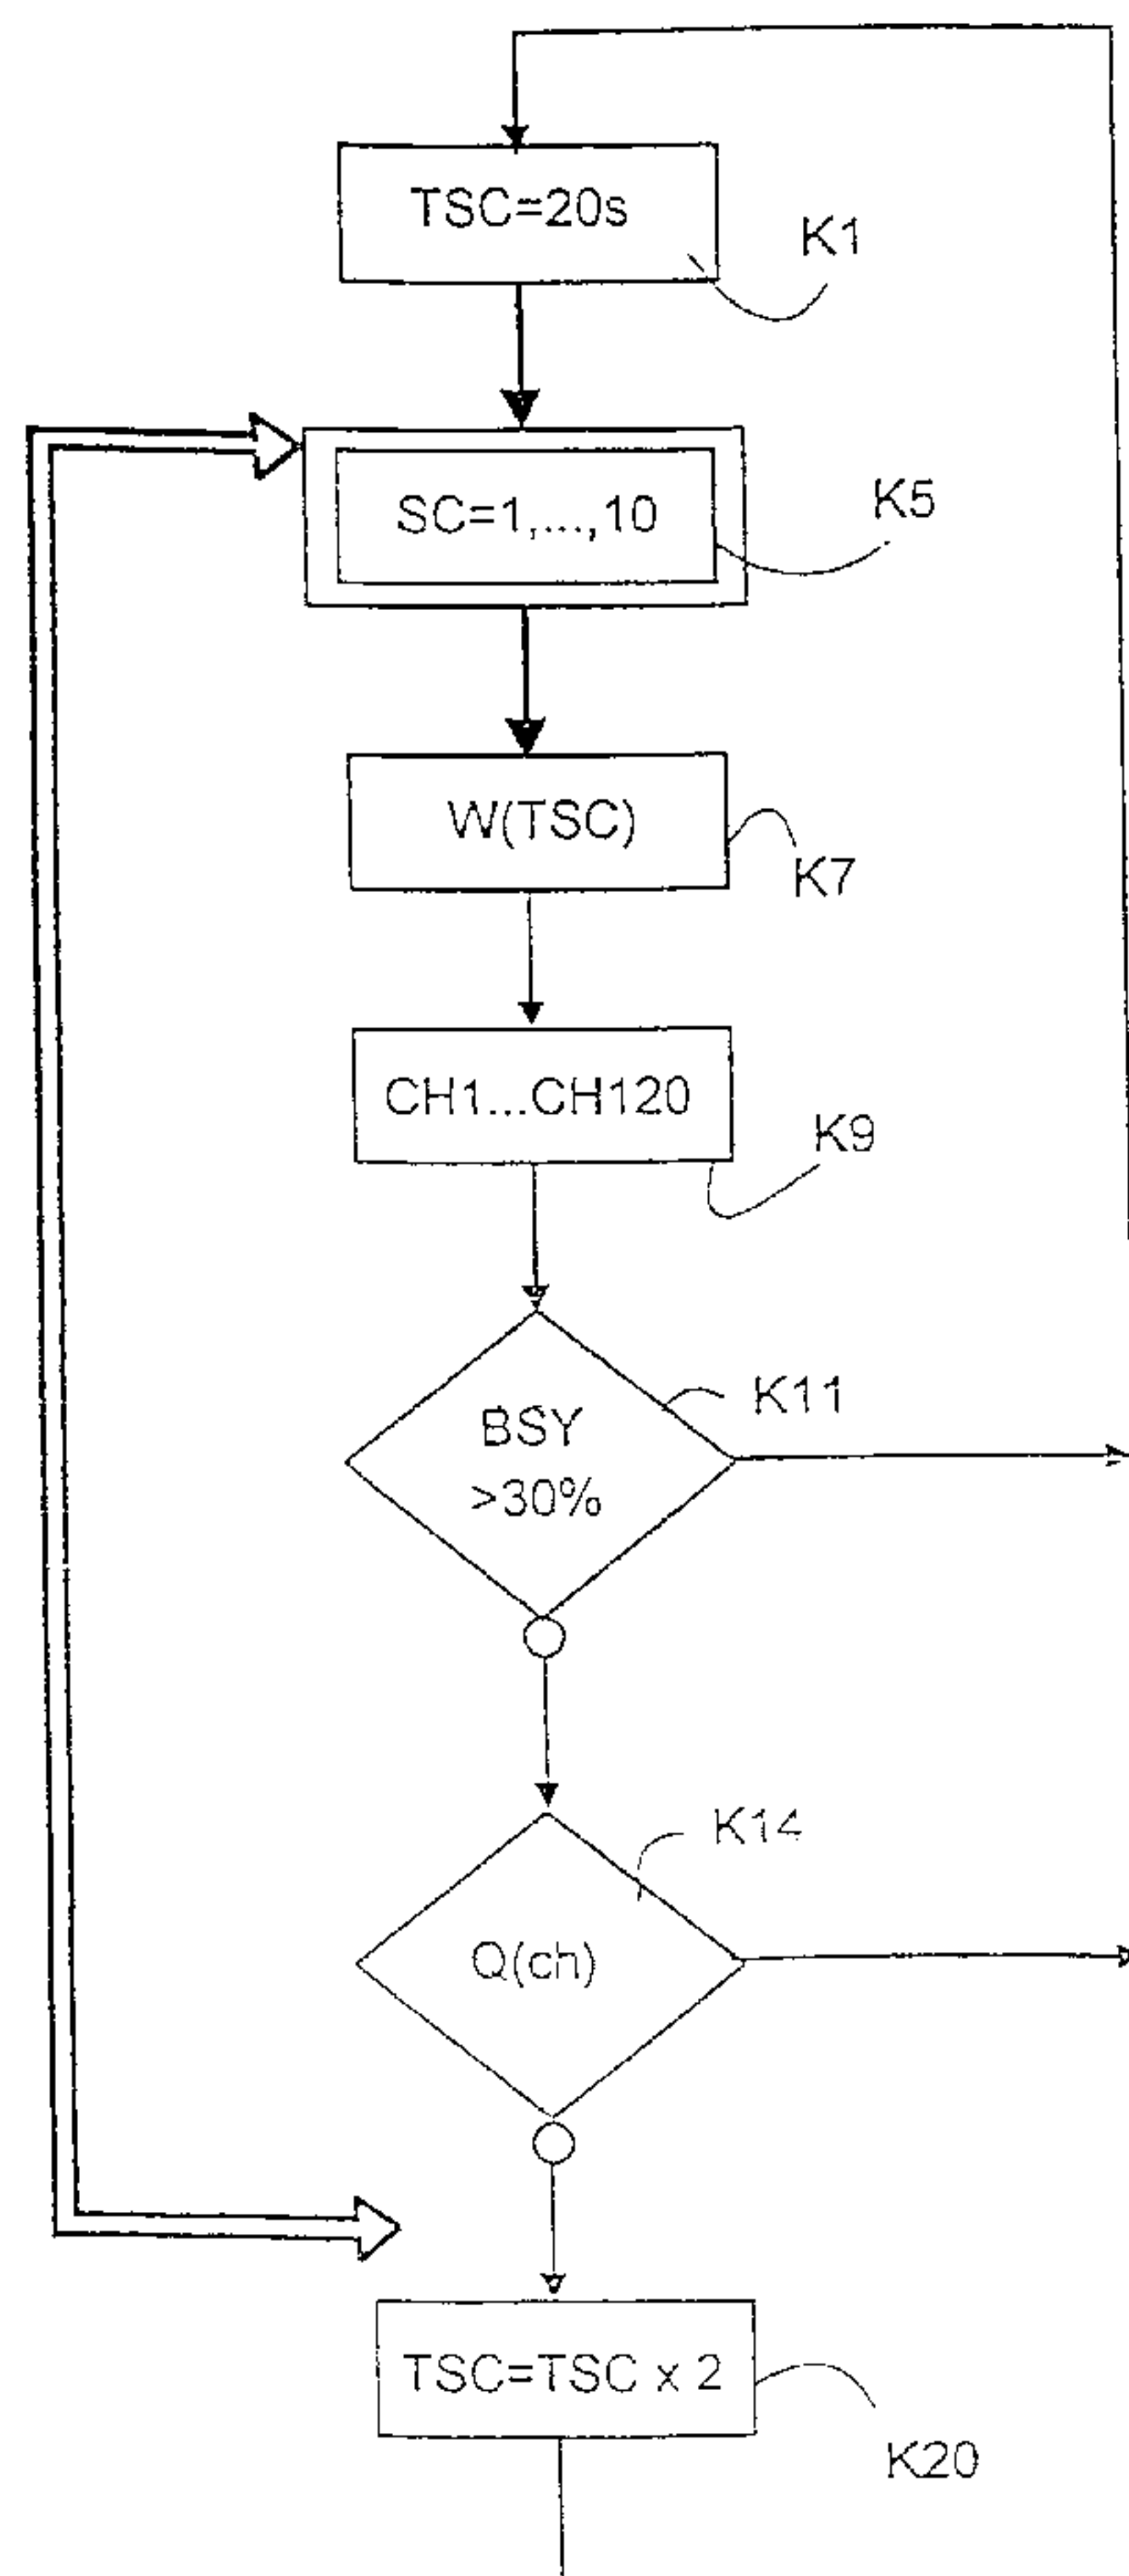 TSC=20s
K1
SC=1,...,10
K5
W(TSC)
K7
CH1...CH120
K9
K11
BSY
>30%
K14
Q(ch)
TSC=TSC x 2
K20